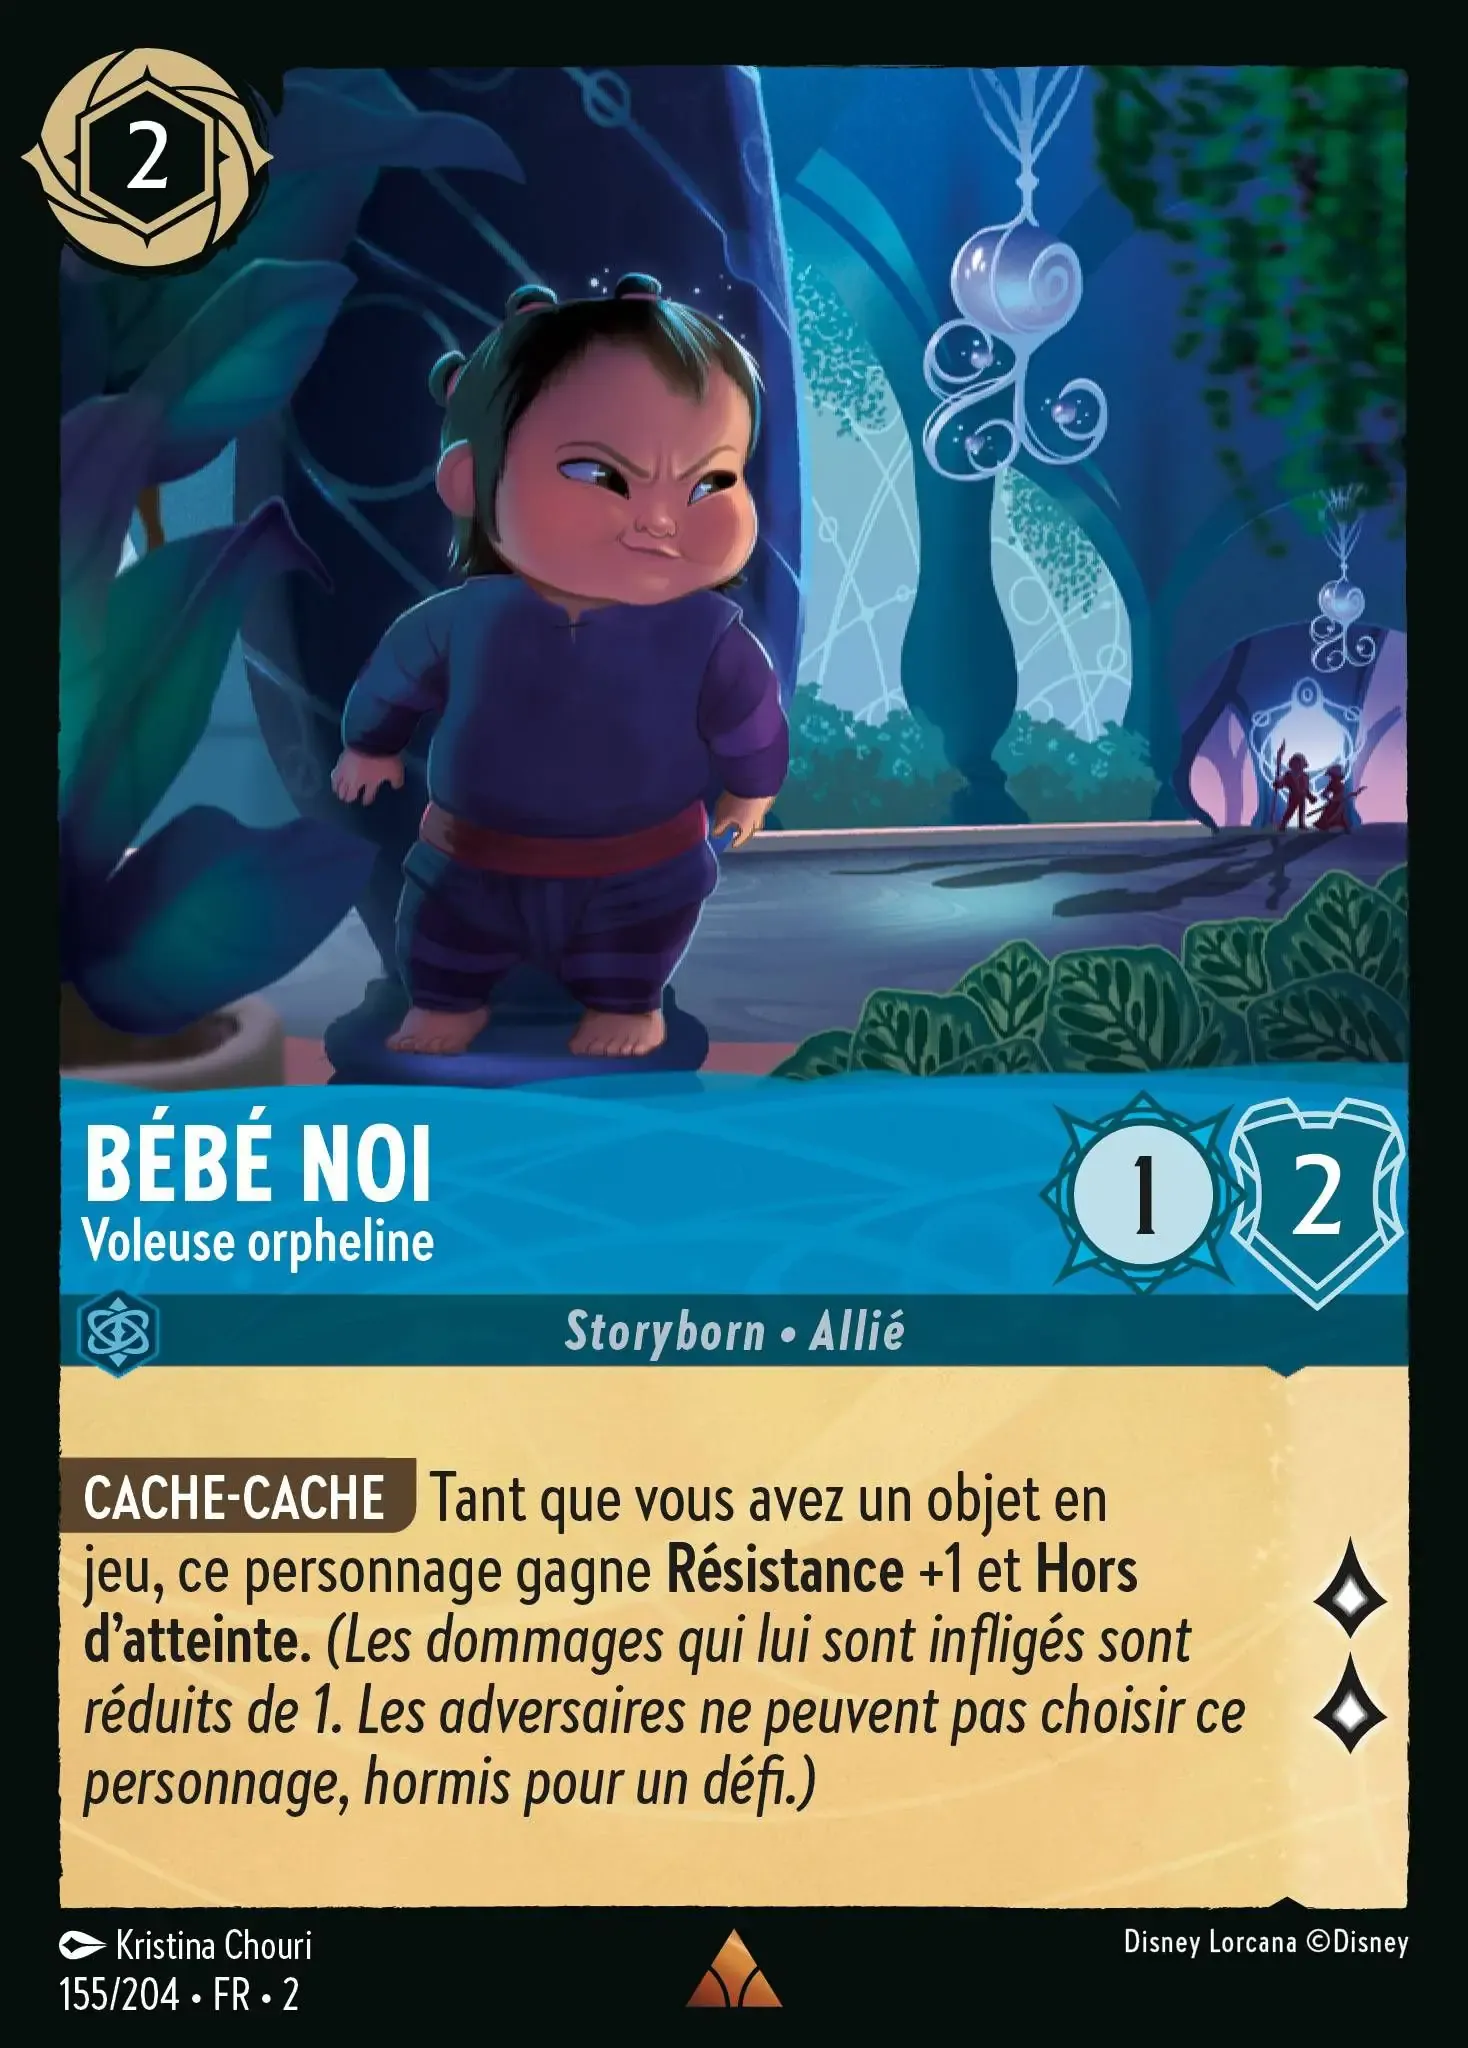 2
BÉBÉ NOI
Voleuse orpheline
1
2
Storyborn • Allié
CACHE-CACHE Tant que vous avez un objet en
jeu, ce personnage gagne Résistance +1 et Hors
d’atteinte. (Les dommages qui lui sont infligés sont
réduits de 1. Les adversaires ne peuvent pas choisir ce
personnage, hormis pour un défi.)
Kristina Chouri
Disney Lorcana ©Disney
155/204 • FR • 2